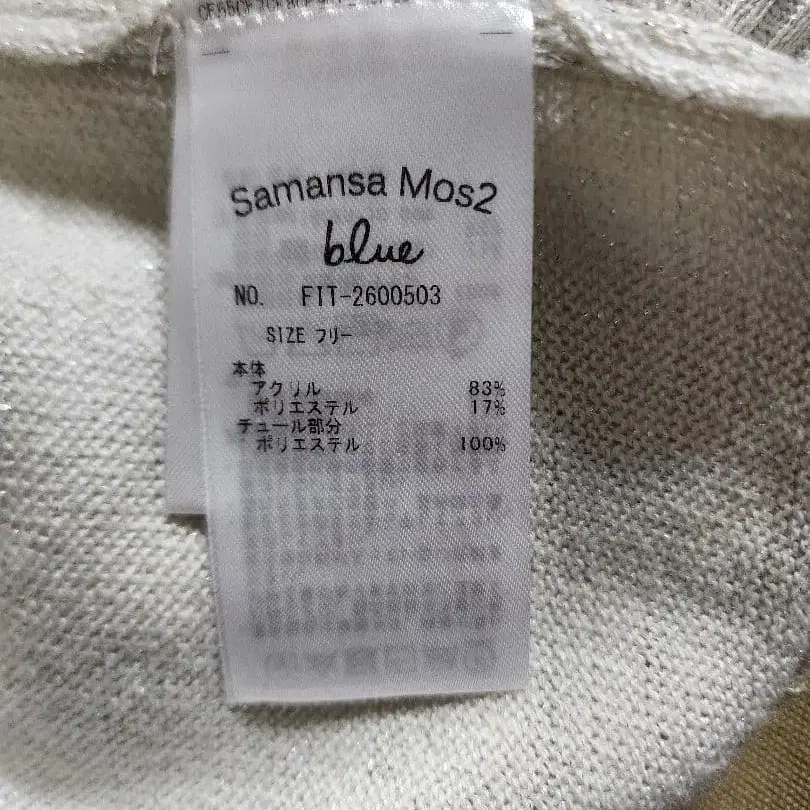 Samansa Mos2
blue
NO. FIT-2600503
SIZE フリー
本体
アクリル 83%
ポリエステル 17%
チュール部分
ポリエステル 100%